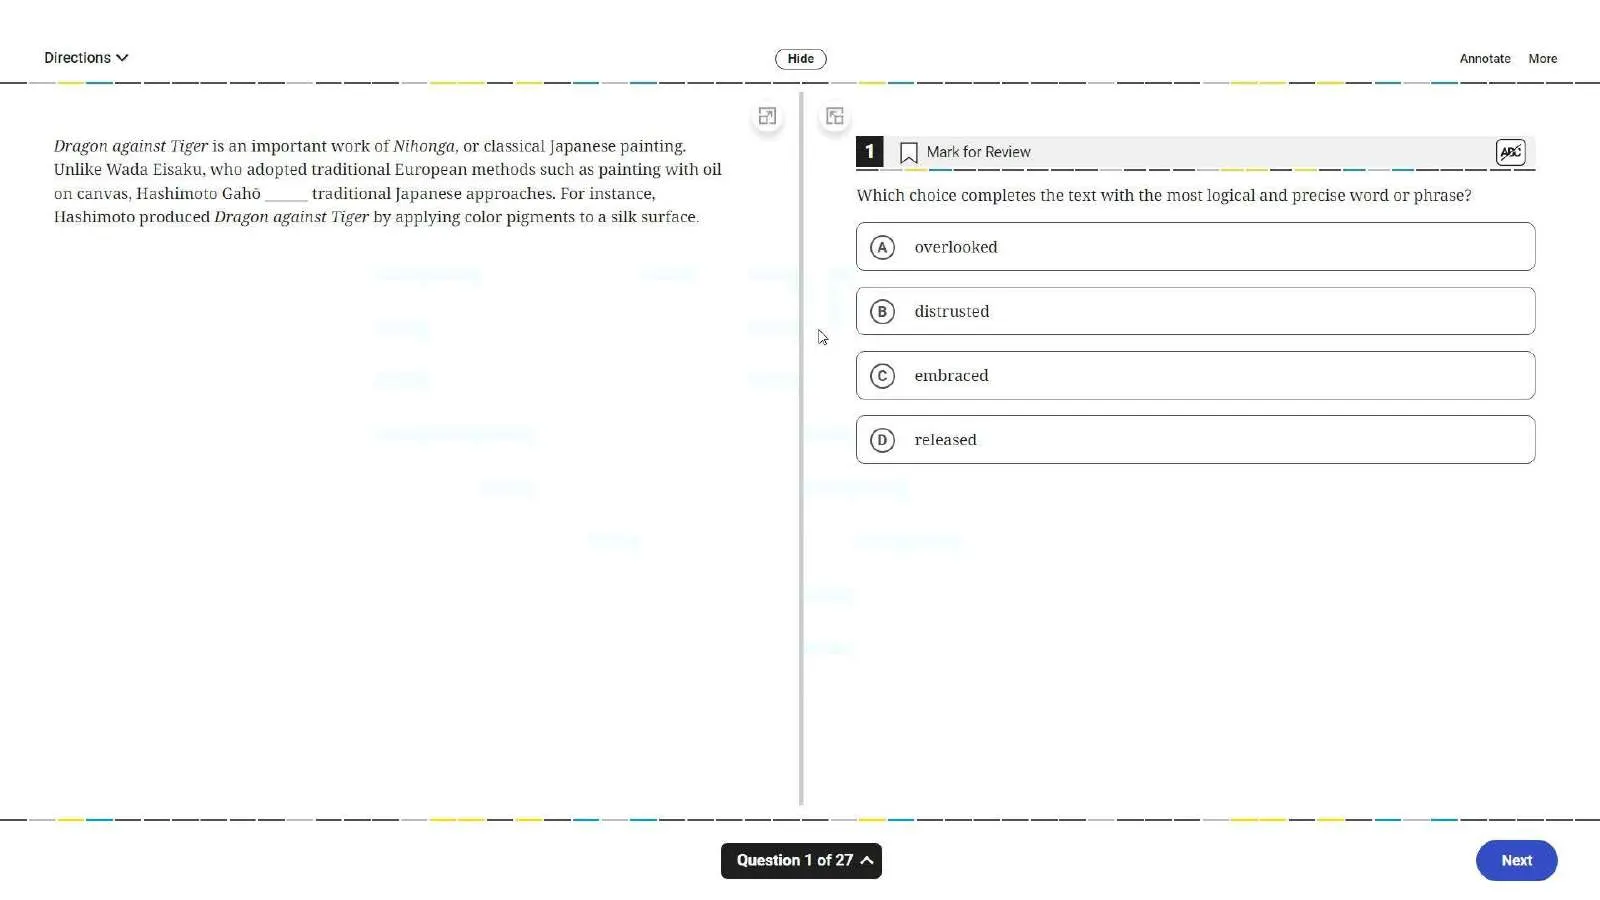 Directions
Hide
Annotate More
Dragon against Tiger is an important work of Nihonga, or classical Japanese painting.
Unlike Wada Eisaku, who adopted traditional European methods such as painting with oil
on canvas, Hashimoto Gahō ______ traditional Japanese approaches. For instance,
Hashimoto produced Dragon against Tiger by applying color pigments to a silk surface.
1 Mark for Review ABC
Which choice completes the text with the most logical and precise word or phrase?
A overlooked
B distrusted
C embraced
D released
Question 1 of 27
Next